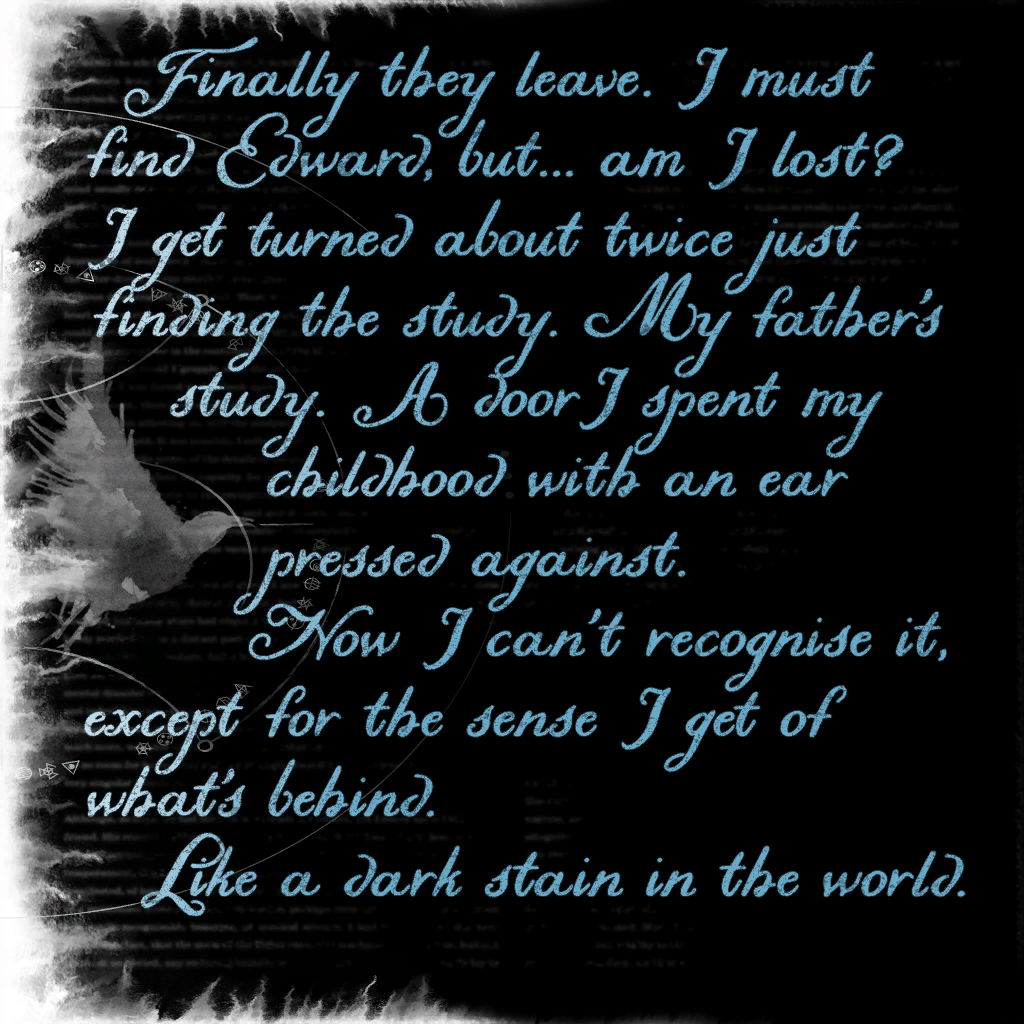 Finally they leave. I must
find Edward, but... am I lost?
I get turned about twice just
finding the study. My father's
study. A door I spent my
childhood with an ear
pressed against.
Now I can't recognise it,
except for the sense I get of
what's behind.
Like a dark stain in the world.